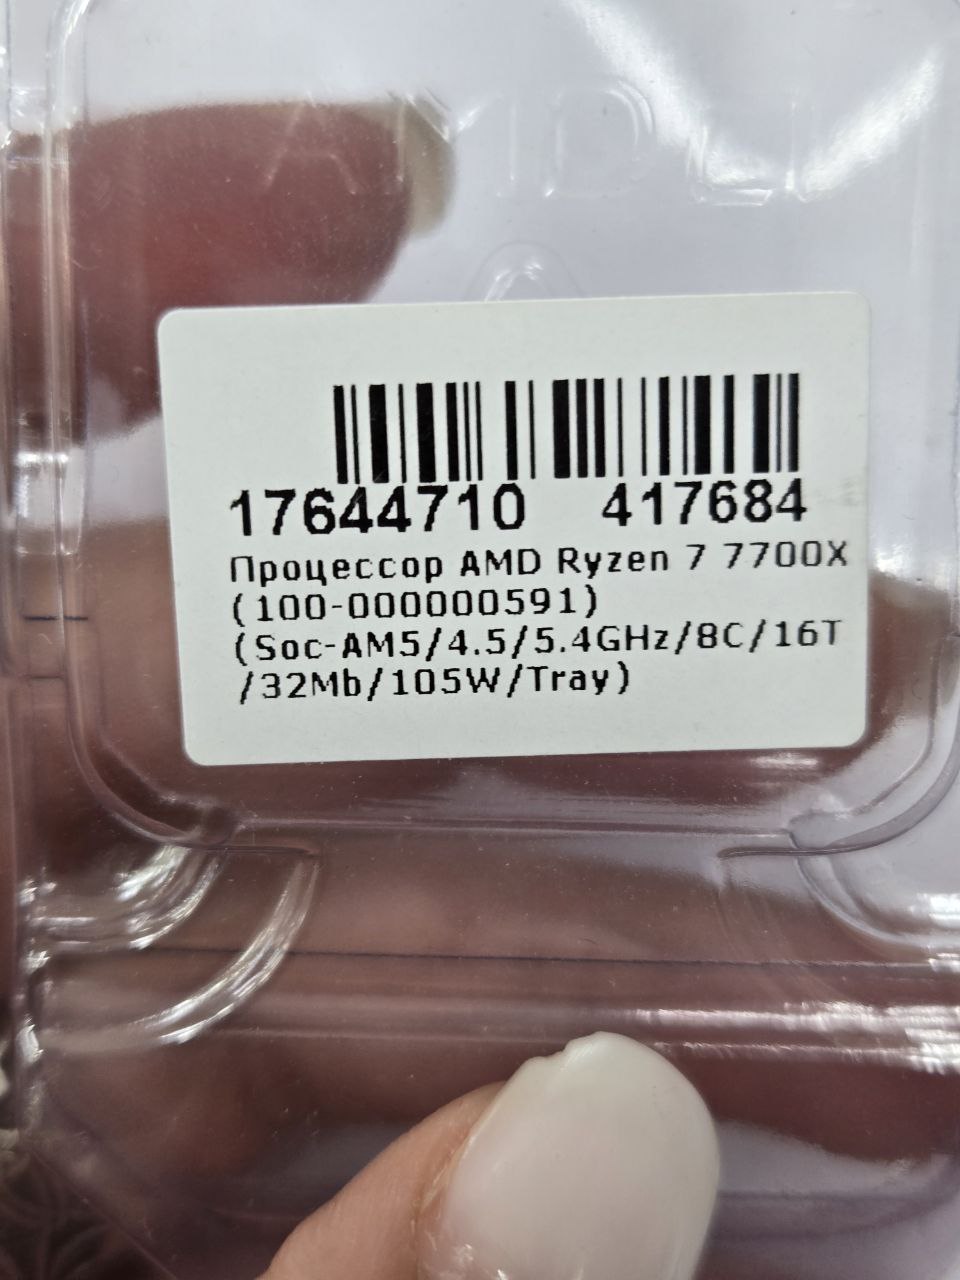 AMD
17644710 417684
Процессор AMD Ryzen 7 7700X
(100-000000591)
(Soc-AM5/4.5/5.4GHz/8C/16T
/32Mb/105W/Tray)